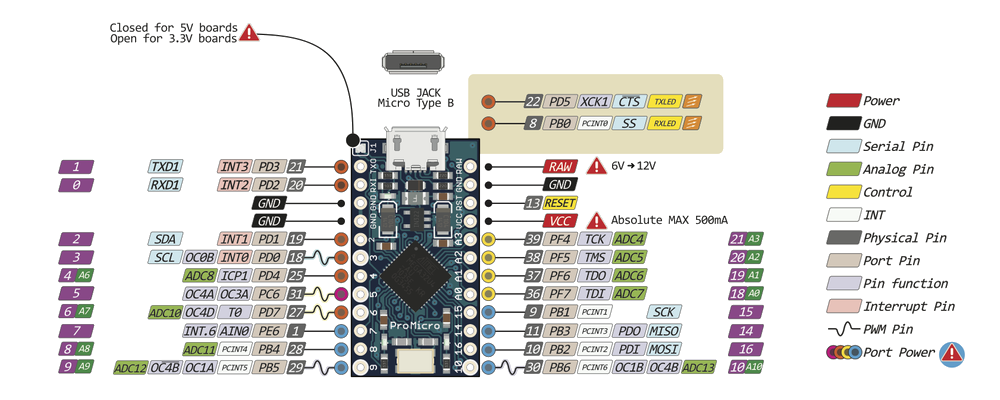 Closed for 5V boards
Open for 3.3V boards
USB JACK
Micro Type B
22 PD5 XCK1 CTS TXLED
8 PB0 PCINT0 SS RXLED
1 TXD1 INT3 PD3 21
0 RXD1 INT2 PD2 20
GND
GND
2 SDA INT1 PD1 19
3 SCL OC0B INT0 PD0 18
4 A6 ADC8 ICP1 PD4 25
5 OC4A OC3A PC6 31
6 A7 ADC10 OC4D T0 PD7 27
7 INT.6 AIN0 PE6 1
8 A8 ADC11 PCINT4 PB4 28
9 A9 ADC12 OC4B OC1A PCINT5 PB5 29
J1
TXO
RXI
GND
GND
2
3
4
5
6
7
8
9
ProMicro
RAW
GND
RST
VCC
A3
A2
A1
A0
15
14
16
10
RAW 6V→12V
GND
13 RESET
VCC Absolute MAX 500mA
39 PF4 TCK ADC4 21 A3
38 PF5 TMS ADC5 20 A2
37 PF6 TDO ADC6 19 A1
36 PF7 TDI ADC7 18 A0
9 PB1 PCINT1 SCK 15
11 PB3 PCINT3 PDO MISO 14
10 PB2 PCINT2 PDI MOSI 16
30 PB6 PCINT6 OC1B OC4B ADC13 10 A10
Power
GND
Serial Pin
Analog Pin
Control
INT
Physical Pin
Port Pin
Pin function
Interrupt Pin
PWM Pin
Port Power